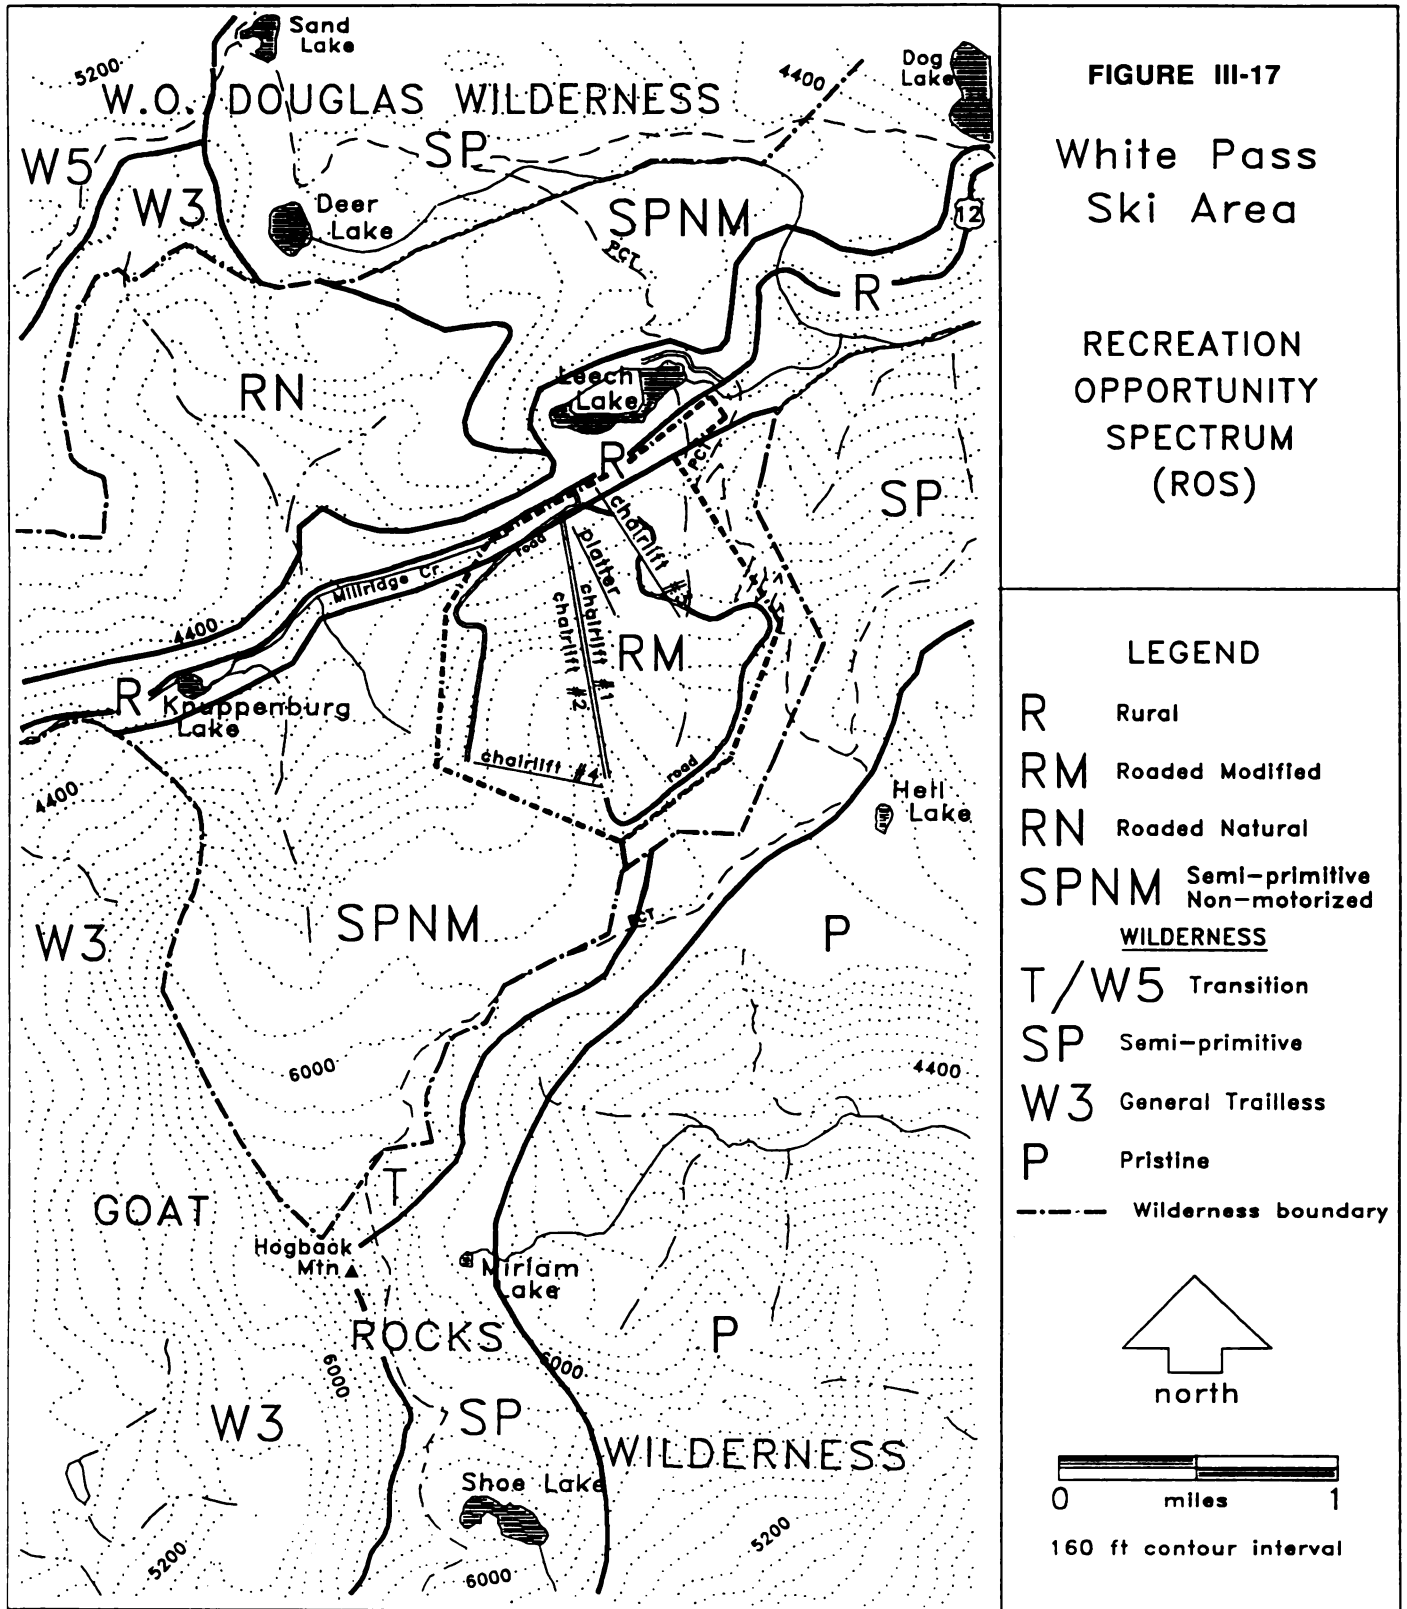 Sand
Lake
5200
W.O. DOUGLAS WILDERNESS
4400
Dog
Lake
SP
W5
W3
Deer
Lake
SPNM
PCT
12
R
RN
Leech
Lake
R
PCT
SP
chairlift #3
platter
road
Millridge Cr
chairlift #1
chairlift #2
RM
4400
R
Knuppenburg
Lake
chairlift #4
road
4400
Hell
Lake
W3
SPNM
PCT
P
6000
4400
GOAT
T
Hogback
Mtn
Miriam
Lake
ROCKS
P
6000
6000
W3
SP
WILDERNESS
Shoe Lake
5200
5200
6000
FIGURE III-17
White Pass
Ski Area
RECREATION
OPPORTUNITY
SPECTRUM
(ROS)
LEGEND
R Rural
RM Roaded Modified
RN Roaded Natural
SPNM Semi-primitive
Non-motorized
WILDERNESS
T/W5 Transition
SP Semi-primitive
W3 General Trailless
P Pristine
Wilderness boundary
north
0 miles 1
160 ft contour interval